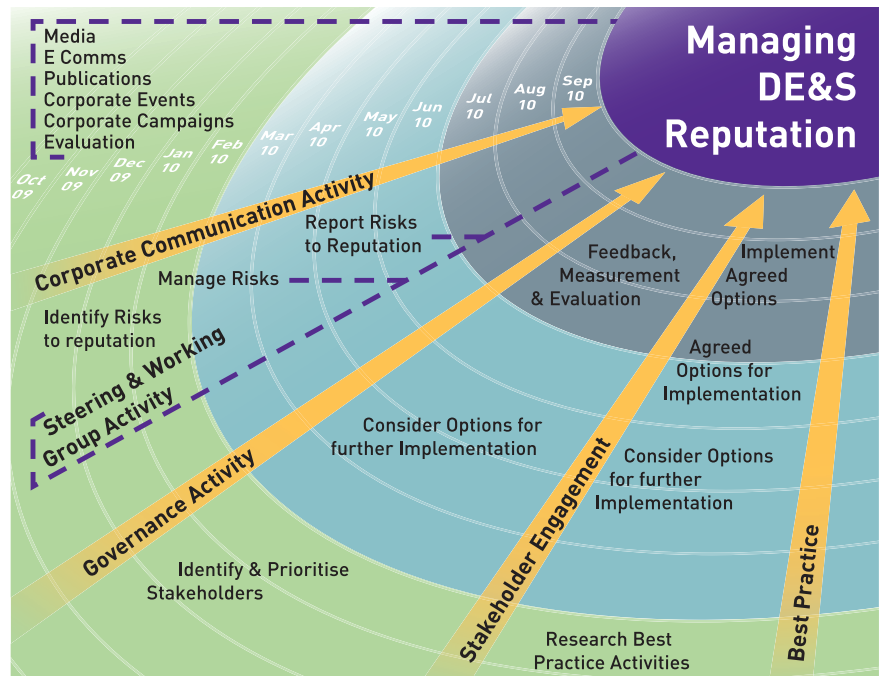 Media
E Comms
Publications
Corporate Events
Corporate Campaigns
Evaluation
Managing
DE&S
Reputation
Oct
09
Nov
09
Dec
09
Jan
10
Feb
10
Mar
10
Apr
10
May
10
Jun
10
Jul
10
Aug
10
Sep
10
Corporate Communication Activity
Report Risks
to Reputation
Manage Risks
Identify Risks
to reputation
Steering & Working
Group Activity
Governance Activity
Feedback,
Measurement
& Evaluation
Implement
Agreed
Options
Agreed
Options for
Implementation
Consider Options for
further Implementation
Consider Options
for further
Implementation
Identify & Prioritise
Stakeholders
Stakeholder Engagement
Research Best
Practice Activities
Best Practice